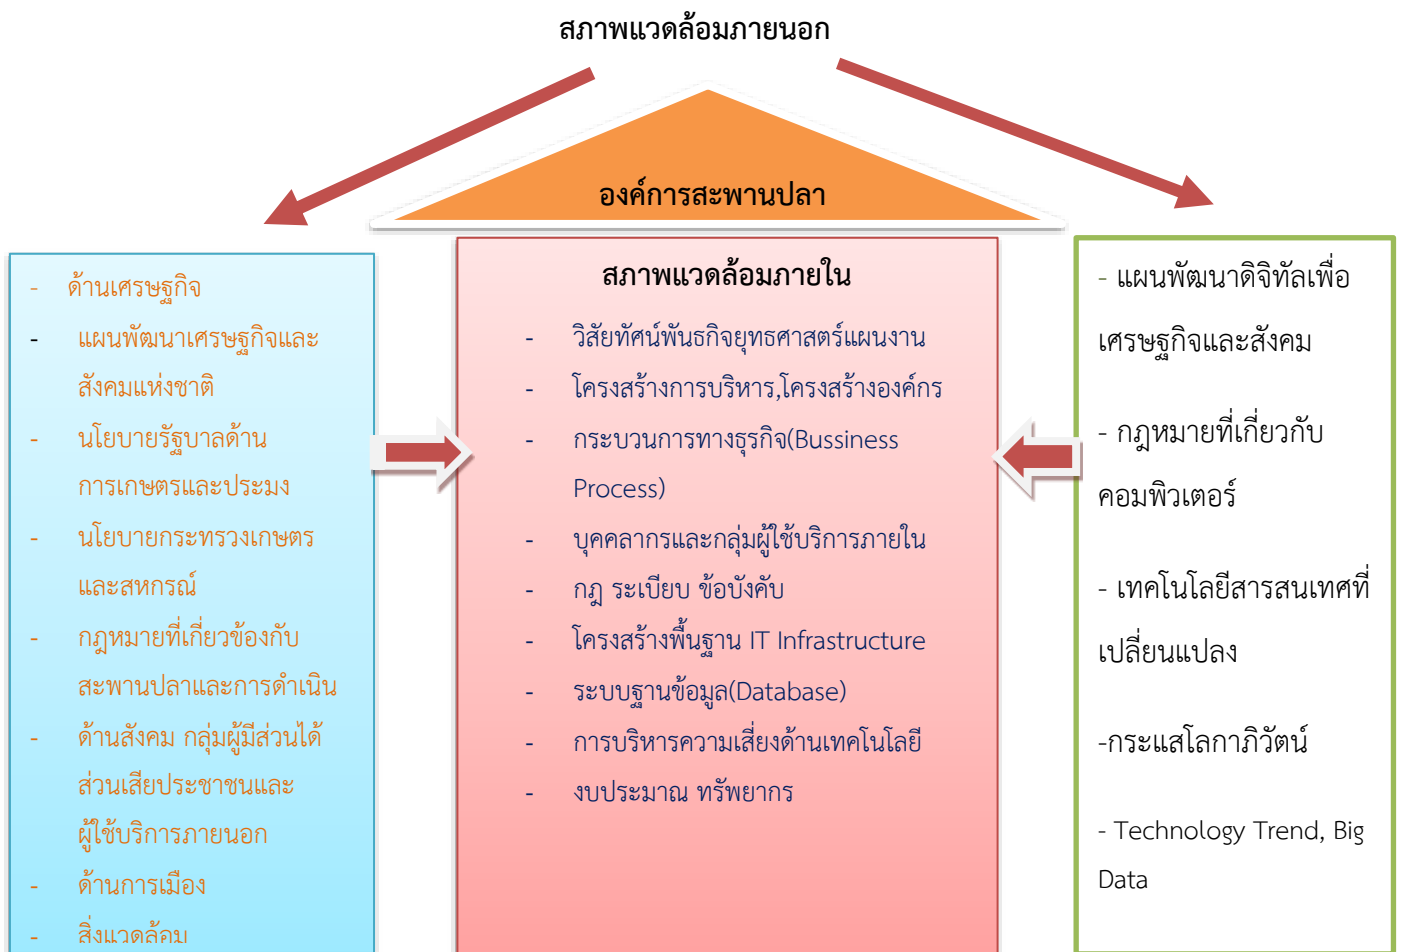 สภาพแวดล้อมภายนอก
องค์การสะพานปลา
- ด้านเศรษฐกิจ
- แผนพัฒนาเศรษฐกิจและ
สังคมแห่งชาติ
- นโยบายรัฐบาลด้าน
การเกษตรและประมง
- นโยบายกระทรวงเกษตร
และสหกรณ์
- กฎหมายที่เกี่ยวข้องกับ
สะพานปลาและการดำเนิน
- ด้านสังคม กลุ่มผู้มีส่วนได้
ส่วนเสียประชาชนและ
ผู้ใช้บริการภายนอก
- ด้านการเมือง
- สิ่งแวดล้อม
สภาพแวดล้อมภายใน
- วิสัยทัศน์พันธกิจยุทธศาสตร์แผนงาน
- โครงสร้างการบริหาร,โครงสร้างองค์กร
- กระบวนการทางธุรกิจ(Bussiness
Process)
- บุคคลากรและกลุ่มผู้ใช้บริการภายใน
- กฎ ระเบียบ ข้อบังคับ
- โครงสร้างพื้นฐาน IT Infrastructure
- ระบบฐานข้อมูล(Database)
- การบริหารความเสี่ยงด้านเทคโนโลยี
- งบประมาณ ทรัพยากร
- แผนพัฒนาดิจิทัลเพื่อ
เศรษฐกิจและสังคม
- กฎหมายที่เกี่ยวกับ
คอมพิวเตอร์
- เทคโนโลยีสารสนเทศที่
เปลี่ยนแปลง
-กระแสโลกาภิวัตน์
- Technology Trend, Big
Data